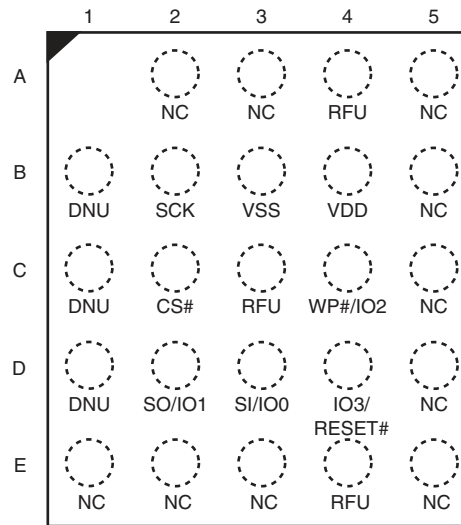 1 2 3 4 5
A
NC NC RFU NC
B
DNU SCK VSS VDD NC
C
DNU CS# RFU WP#/IO2 NC
D
DNU SO/IO1 SI/IO0 IO3/ NC
RESET#
E
NC NC NC RFU NC